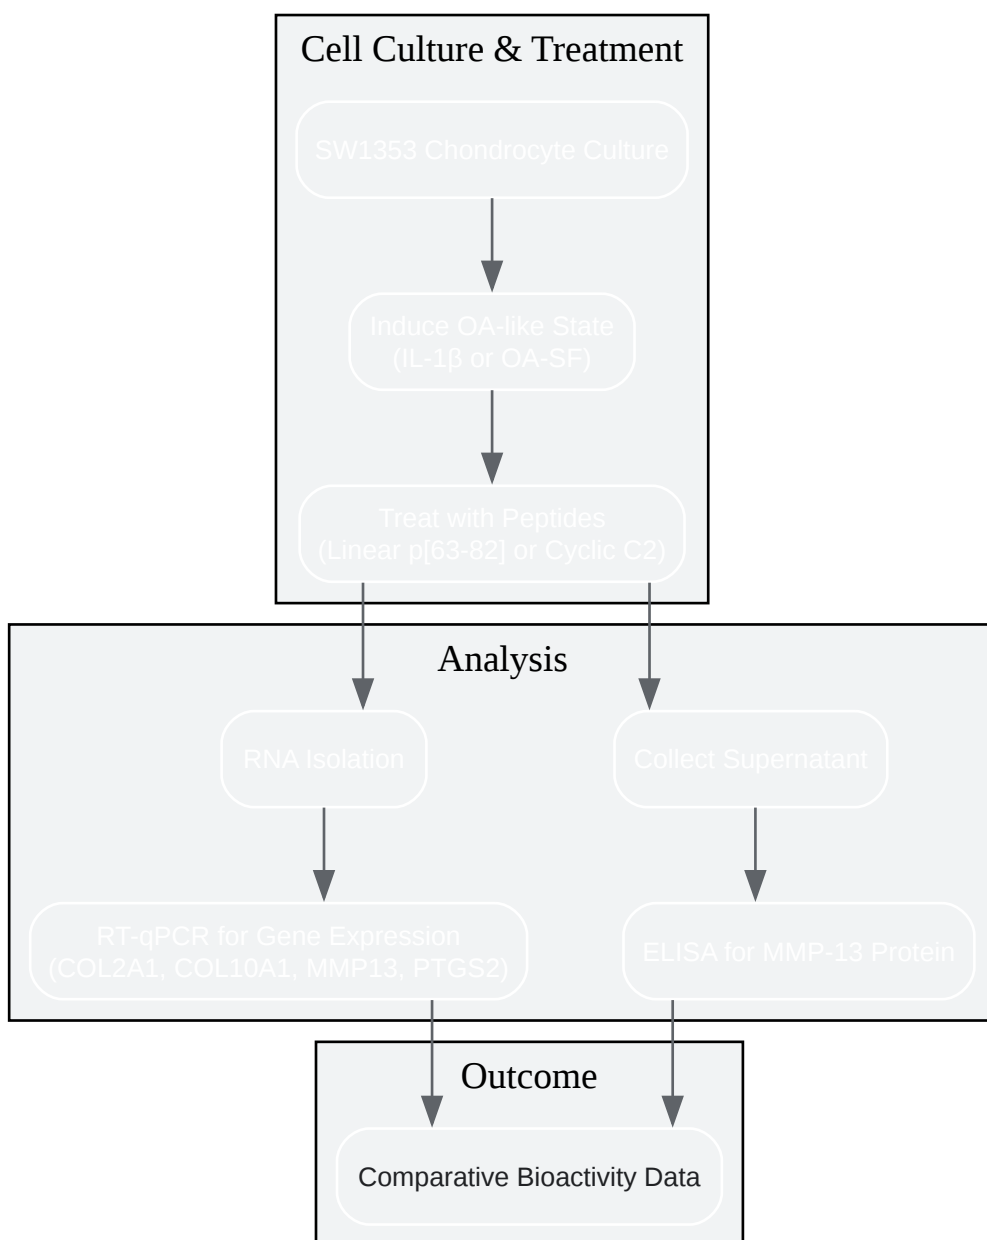 Cell Culture & Treatment
SW1353 Chondrocyte Culture
Induce OA-like State
(IL-1β or OA-SF)
Treat with Peptides
(Linear p[63-82] or Cyclic C2)
Analysis
RNA Isolation
Collect Supernatant
RT-qPCR for Gene Expression
(COL2A1, COL10A1, MMP13, PTGS2)
ELISA for MMP-13 Protein
Outcome
Comparative Bioactivity Data